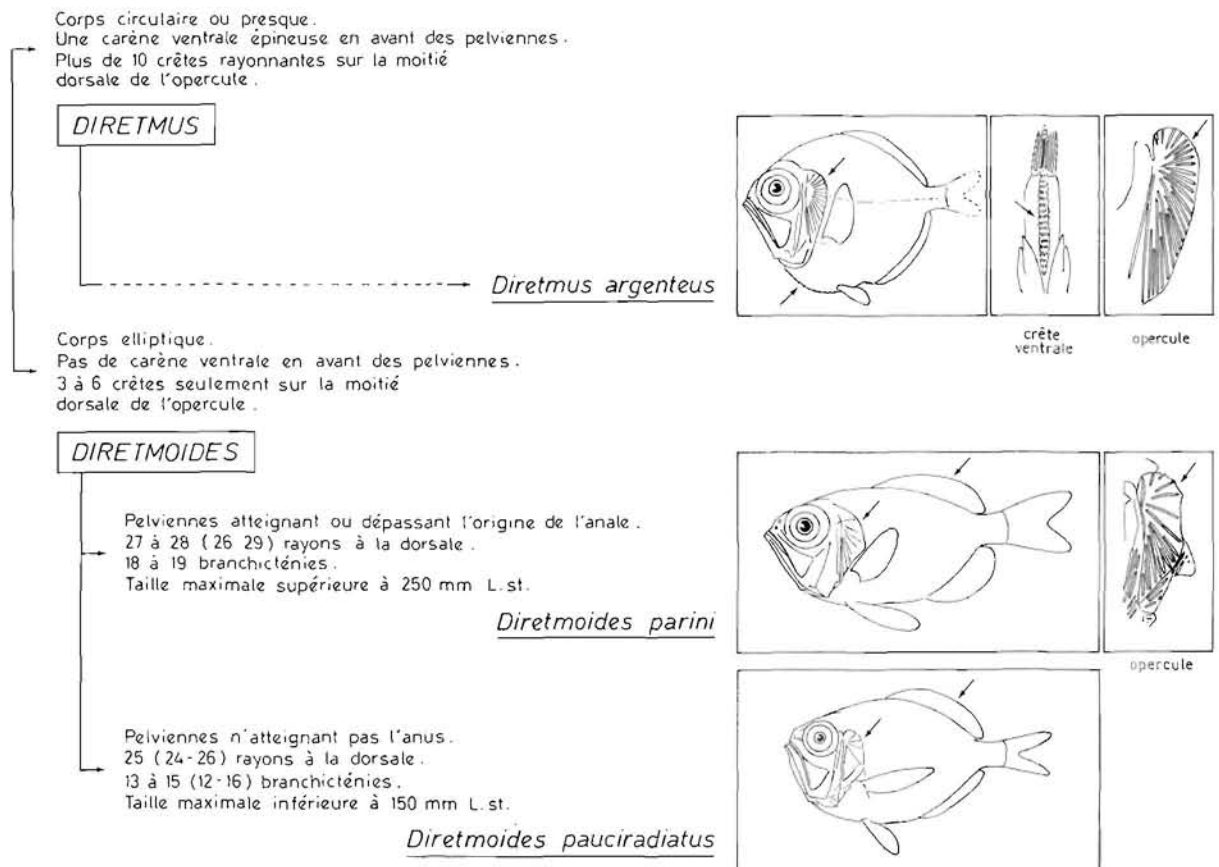 Corps circulaire ou presque.
Une carène ventrale épineuse en avant des pelviennes.
Plus de 10 crêtes rayonnantes sur la moitié
dorsale de l'opercule.
DIRETMUS
Diretmus argenteus
crête
ventrale
opercule
Corps elliptique.
Pas de carène ventrale en avant des pelviennes.
3 à 6 crêtes seulement sur la moitié
dorsale de l'opercule.
DIRETMOIDES
Pelviennes atteignant ou dépassant l'origine de l'anale.
27 à 28 (26 29) rayons à la dorsale.
18 à 19 branchicténies.
Taille maximale supérieure à 250 mm L.st.
Diretmoides parini
opercule
Pelviennes n'atteignant pas l'anus.
25 (24-26) rayons à la dorsale.
13 à 15 (12-16) branchicténies.
Taille maximale intérieure à 150 mm L.st.
Diretmoides pauciradiatus